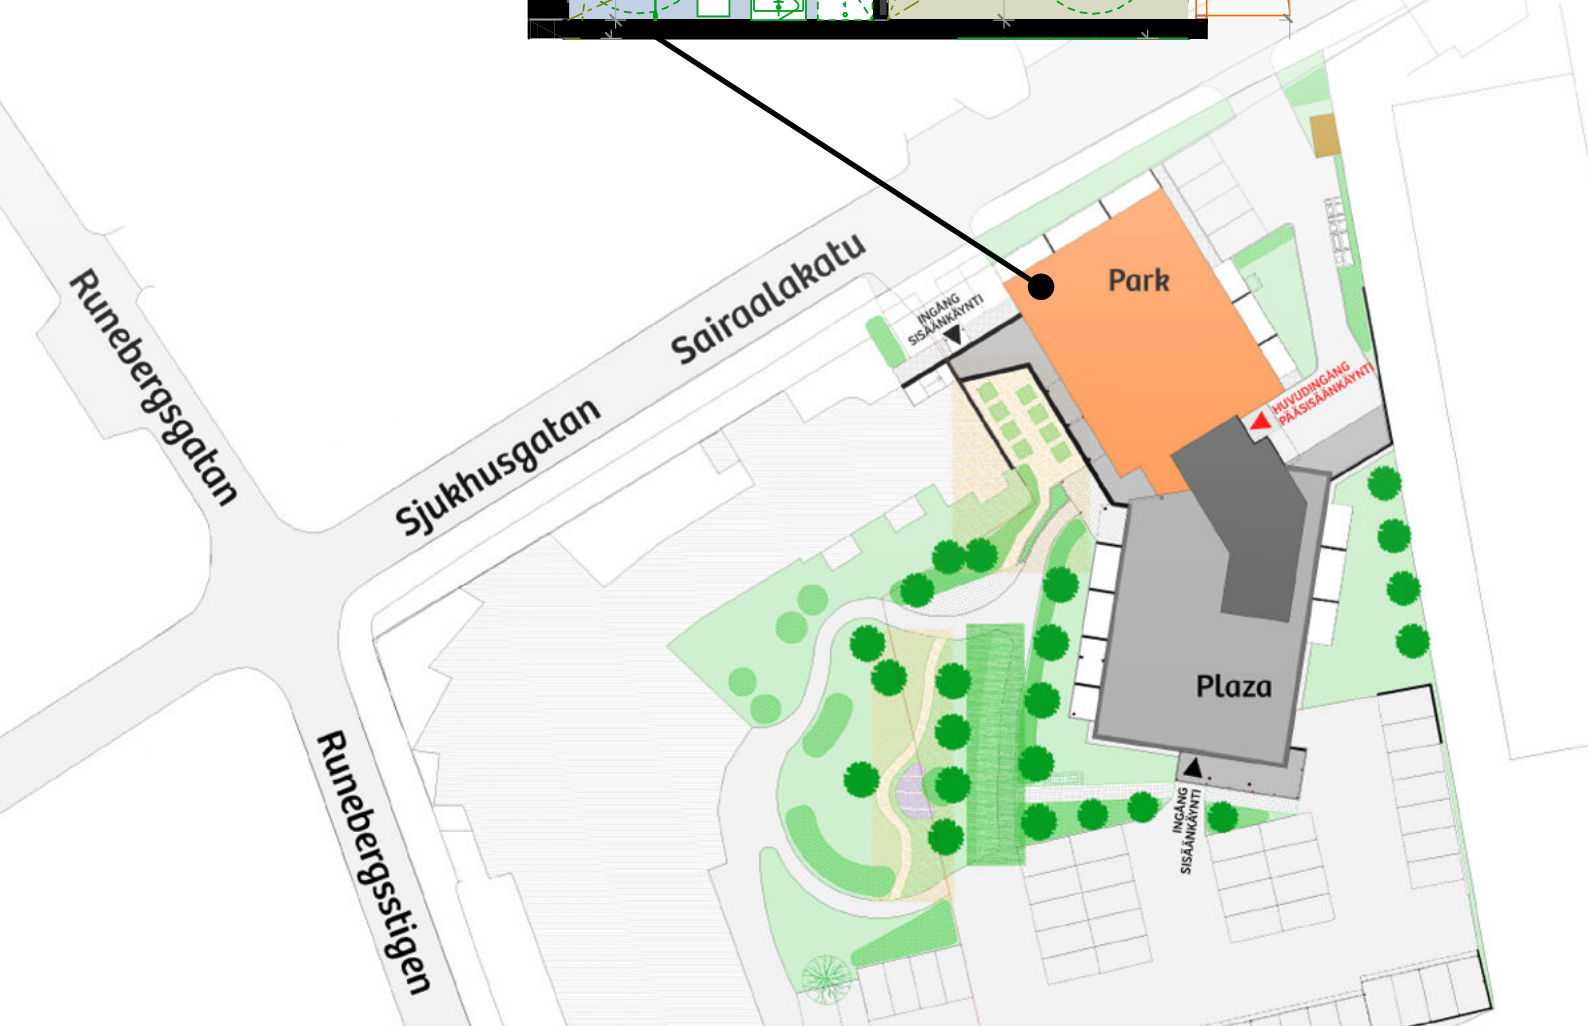 Runebergsgatan
Sairaalakatu
Sjukhusgatan
Park
INGÅNG
SISÄÄNKÄYNTI
HUVUDINGÅNG
PÄÄSISÄÄNKÄYNTI
Plaza
INGÅNG
SISÄÄNKÄYNTI
Runebergsstigen